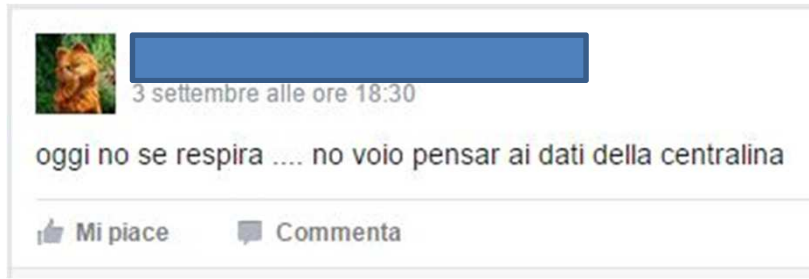 3 settembre alle ore 18:30
oggi no se respira .... no voio pensar ai dati della centralina
Mi piace
Commenta